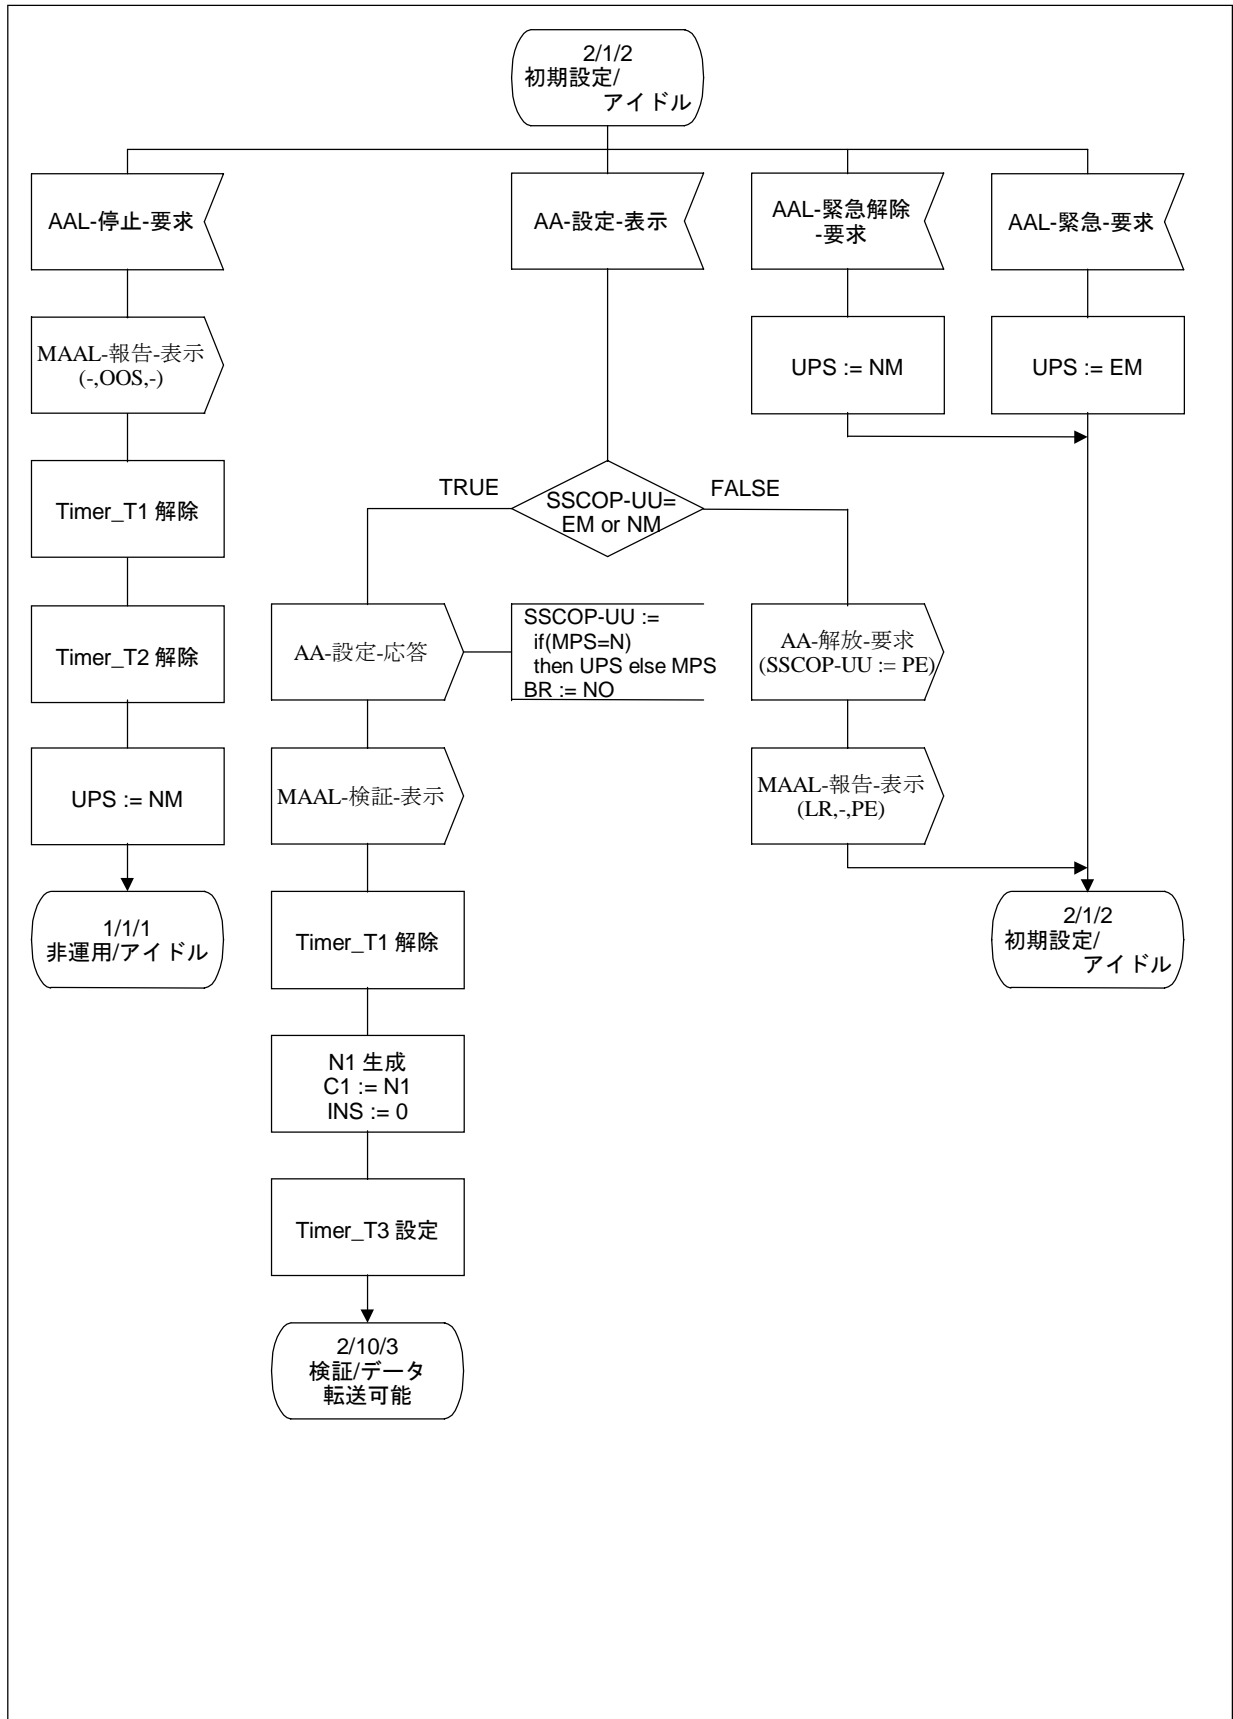 2/1/2
初期設定/
アイドル
AAL-停止-要求
AA-設定-表示
AAL-緊急解除
-要求
AAL-緊急-要求
MAAL-報告-表示
(-,OOS,-)
UPS := NM
UPS := EM
Timer_T1 解除
TRUE
FALSE
SSCOP-UU=
EM or NM
Timer_T2 解除
AA-設定-応答
SSCOP-UU :=
if(MPS=N)
then UPS else MPS
BR := NO
AA-解放-要求
(SSCOP-UU := PE)
UPS := NM
MAAL-検証-表示
MAAL-報告-表示
(LR,-,PE)
1/1/1
非運用/アイドル
Timer_T1 解除
2/1/2
初期設定/
アイドル
N1 生成
C1 := N1
INS := 0
Timer_T3 設定
2/10/3
検証/データ
転送可能